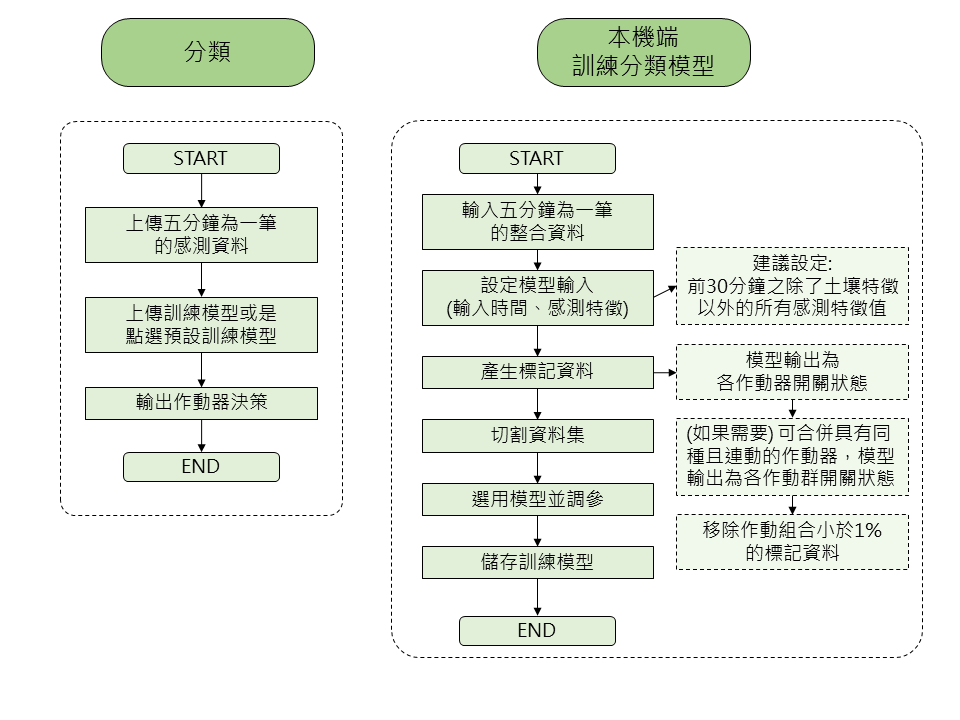 分類
START
上傳五分鐘為一筆
的感測資料
上傳訓練模型或是
點選預設訓練模型
輸出作動器決策
END
本機端
訓練分類模型
START
輸入五分鐘為一筆
的整合資料
設定模型輸入
(輸入時間、感測特徵)
建議設定:
前30分鐘之除了土壤特徵
以外的所有感測特徵值
產生標記資料
模型輸出為
各作動器開關狀態
(如果需要) 可合併具有同
種且連動的作動器，模型
輸出為各作動群開關狀態
移除作動組合小於1%
的標記資料
切割資料集
選用模型並調參
儲存訓練模型
END